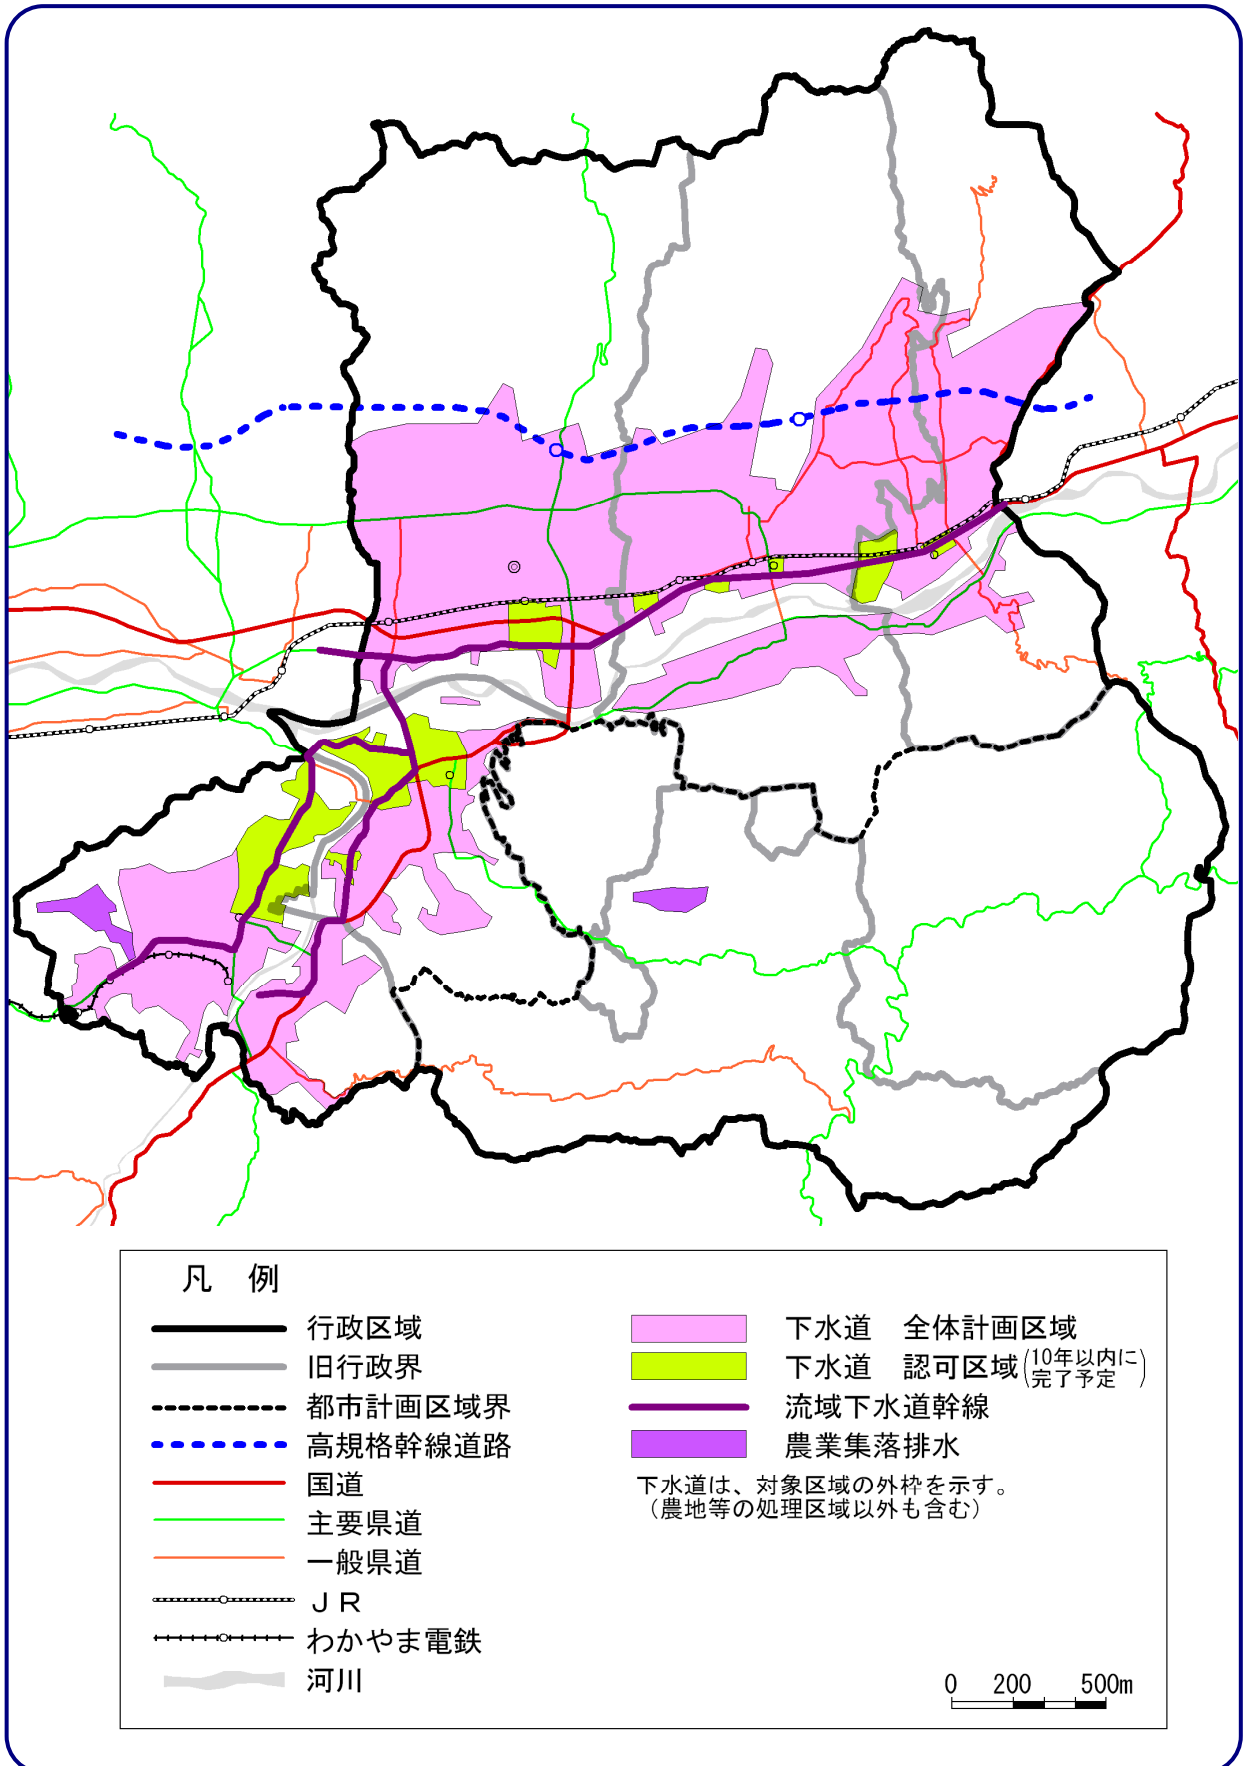 凡 例
行政区域
旧行政界
都市計画区域界
高規格幹線道路
国道
主要県道
一般県道
JR
わかやま電鉄
河川
下水道 全体計画区域
下水道 認可区域(10年以内に
完了予定)
流域下水道幹線
農業集落排水
下水道は、対象区域の外枠を示す。
(農地等の処理区域以外も含む)
0 200 500m